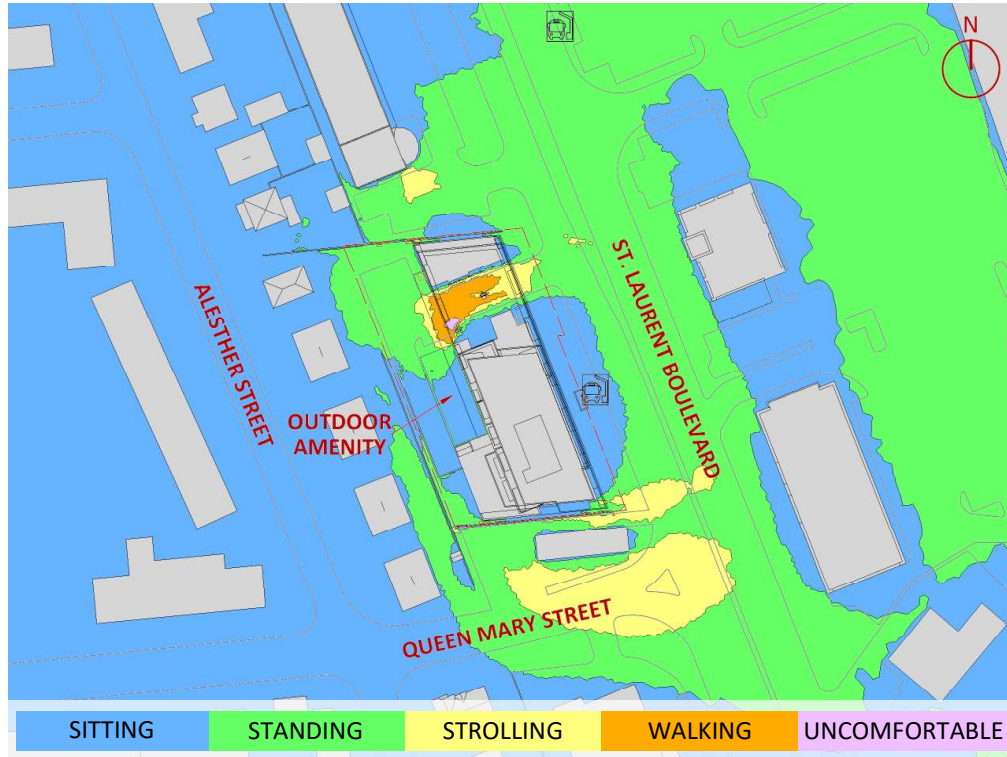 N
ST. LAURENT BOULEVARD
ALESTHER STREET
OUTDOOR
AMENITY
QUEEN MARY STREET
SITTING
STANDING
STROLLING
WALKING
UNCOMFORTABLE